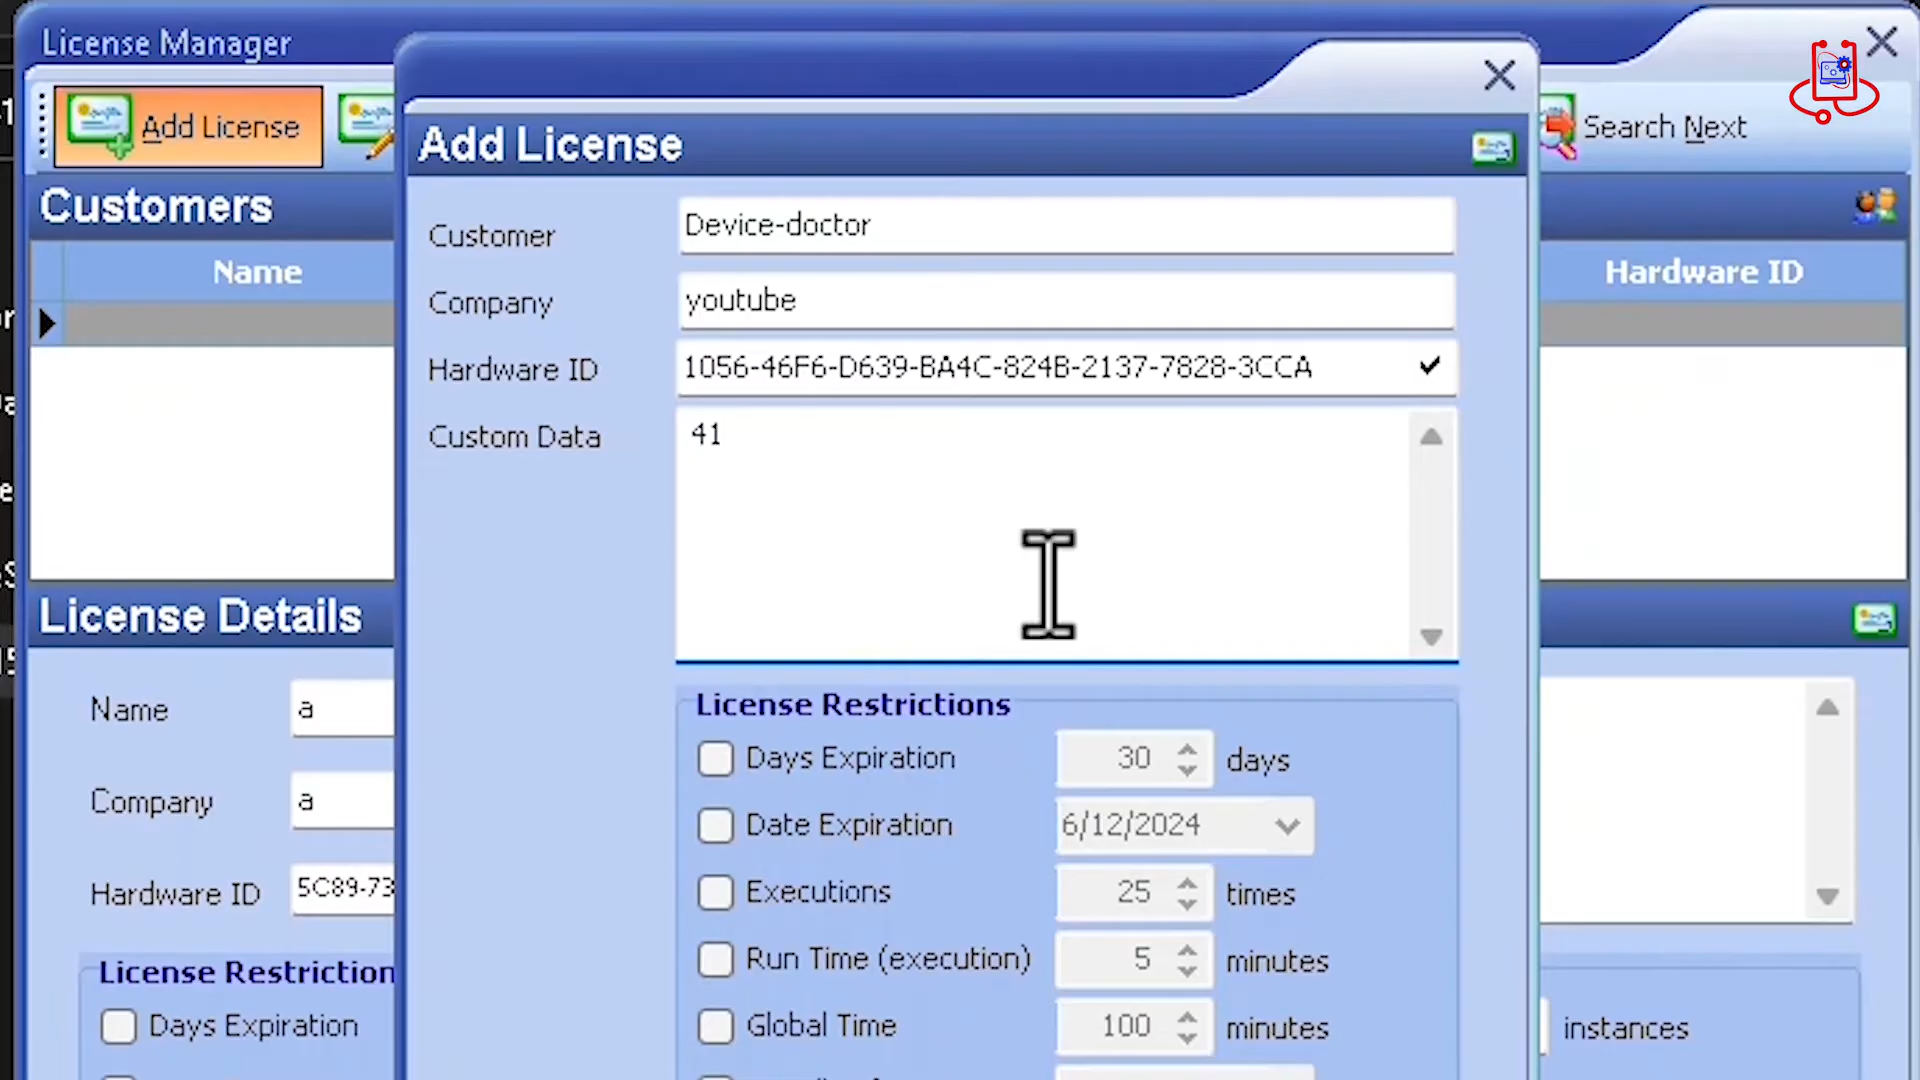 License Manager
Add License
Search Next
Add License
Customers
Name
Hardware ID
Customer
Device-doctor
Company
youtube
Hardware ID
1056-46F6-D639-BA4C-824B-2137-7828-3CCA
Custom Data
41
License Details
Name
a
Company
a
Hardware ID
5C89-73
License Restriction
Days Expiration
License Restrictions
Days Expiration
30
days
Date Expiration
6/12/2024
Executions
25
times
Run Time (execution)
5
minutes
Global Time
100
minutes
instances